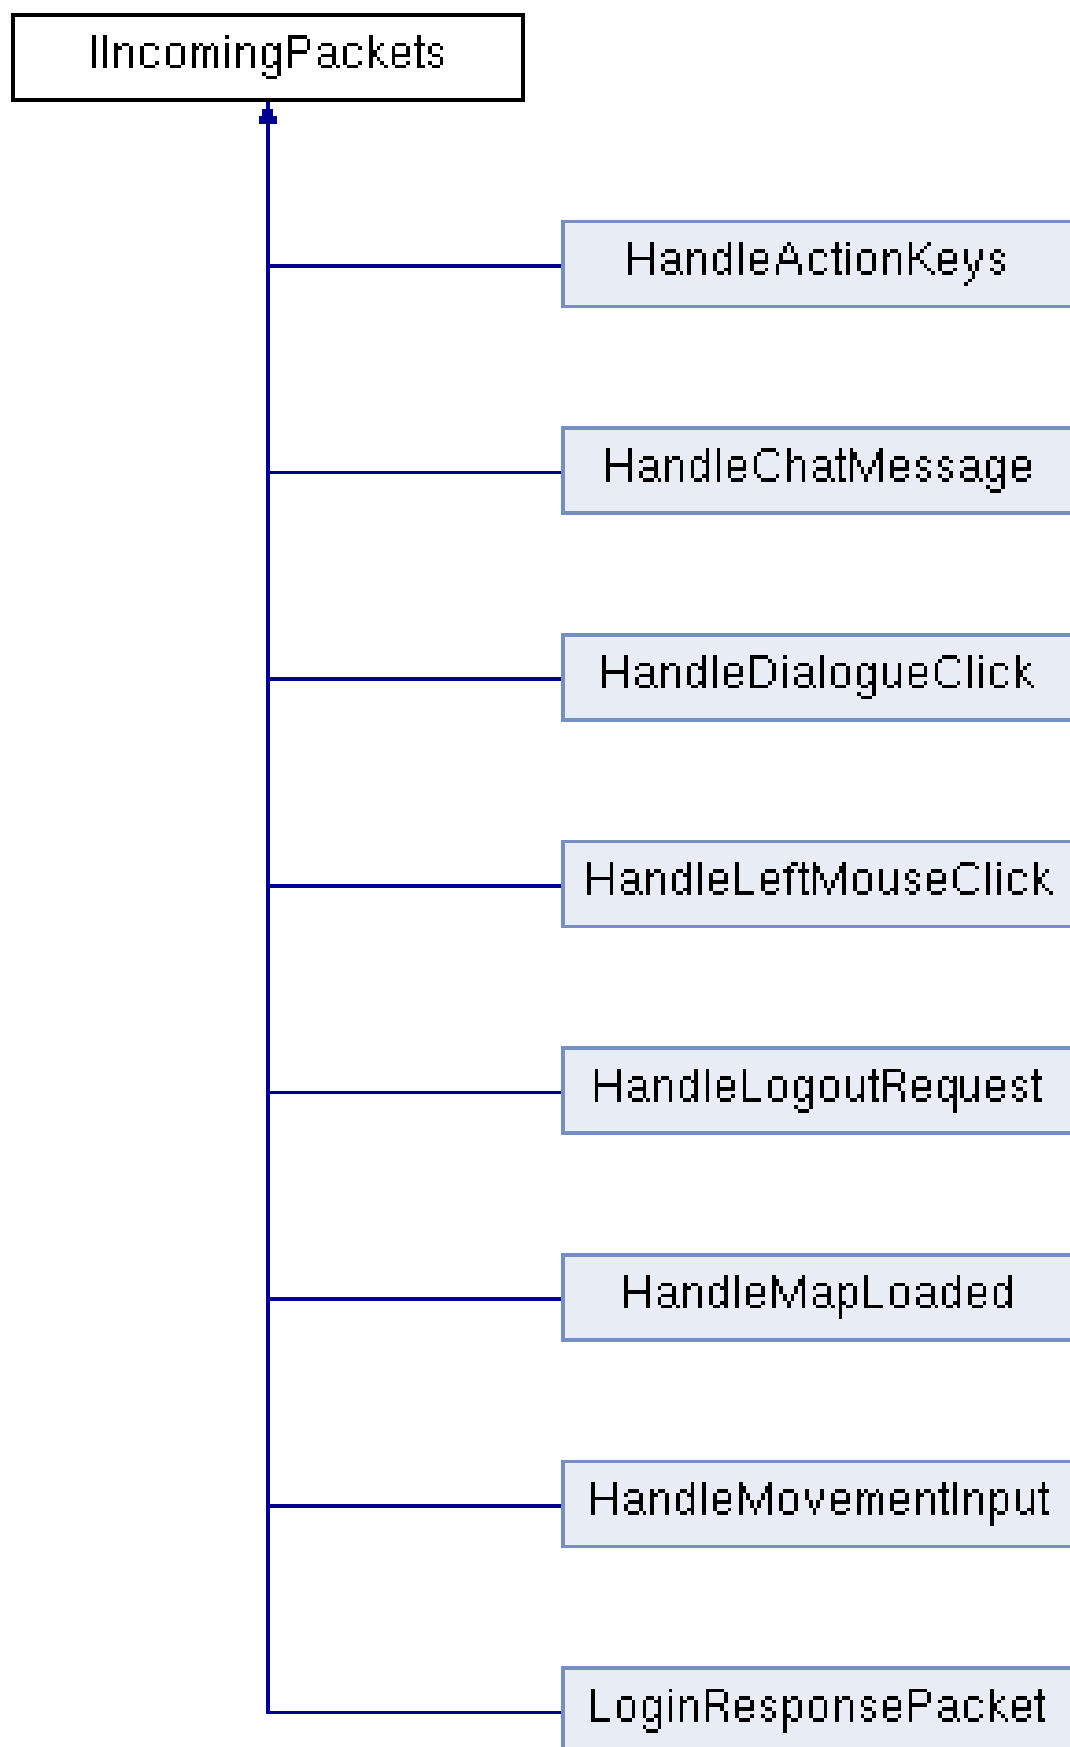 IIncomingPackets
HandleActionKeys
HandleChatMessage
HandleDialogueClick
HandleLeftMouseClick
HandleLogoutRequest
HandleMapLoaded
HandleMovementInput
LoginResponsePacket